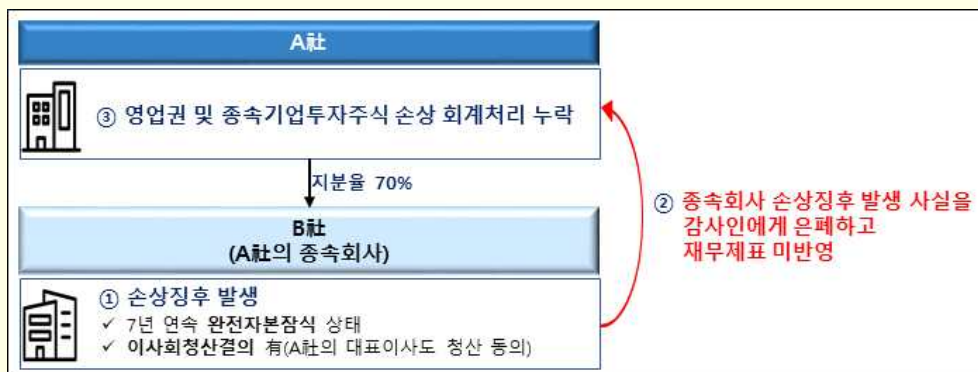 A社
③ 영업권 및 종속기업투자주식 손상 회계처리 누락
지분율 70%
② 종속회사 손상징후 발생 사실을
감사인에게 은폐하고
재무제표 미반영
B社
(A社의 종속회사)
① 손상징후 발생
✓ 7년 연속 완전자본잠식 상태
✓ 이사회청산결의 有(A社의 대표이사도 청산 동의)